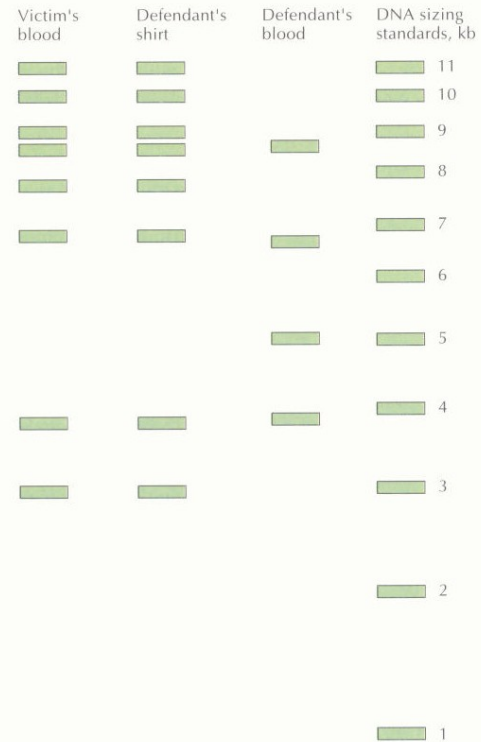 Victim's
blood
Defendant's
shirt
Defendant's
blood
DNA sizing
standards, kb
11
10
9
8
7
6
5
4
3
2
1